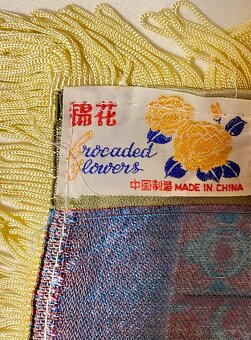 锦花
Brocaded
Flowers
中国制造 MADE IN CHINA